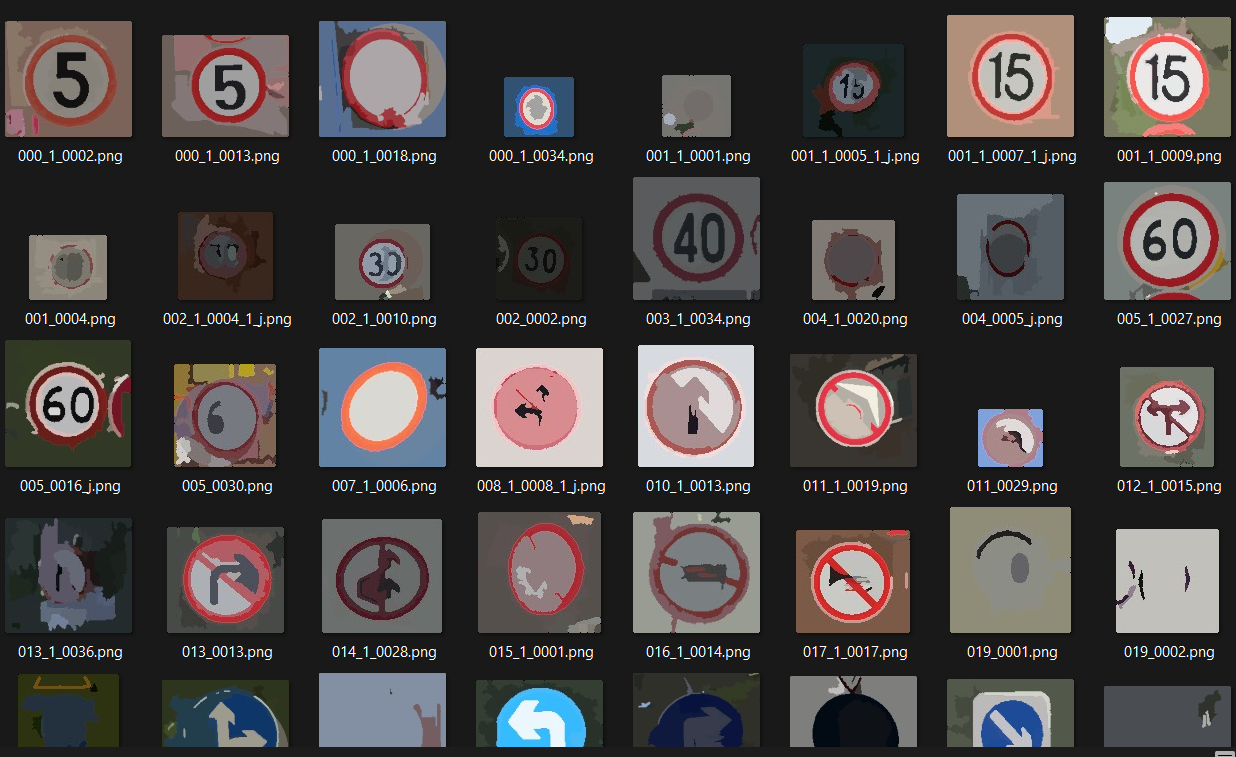 5 5
15 15 15
000_1_0002.png 000_1_0013.png 000_1_0018.png 000_1_0034.png 001_1_0001.png 001_1_0005_1_j.png 001_1_0007_1_j.png 001_1_0009.png
30 30 40 60
001_0004.png 002_1_0004_1_j.png 002_1_0010.png 002_0002.png 003_1_0034.png 004_1_0020.png 004_0005_j.png 005_1_0027.png
60 6
005_0016_j.png 005_0030.png 007_1_0006.png 008_1_0008_1_j.png 010_1_0013.png 011_1_0019.png 011_0029.png 012_1_0015.png
013_1_0036.png 013_0013.png 014_1_0028.png 015_1_0001.png 016_1_0014.png 017_1_0017.png 019_0001.png 019_0002.png